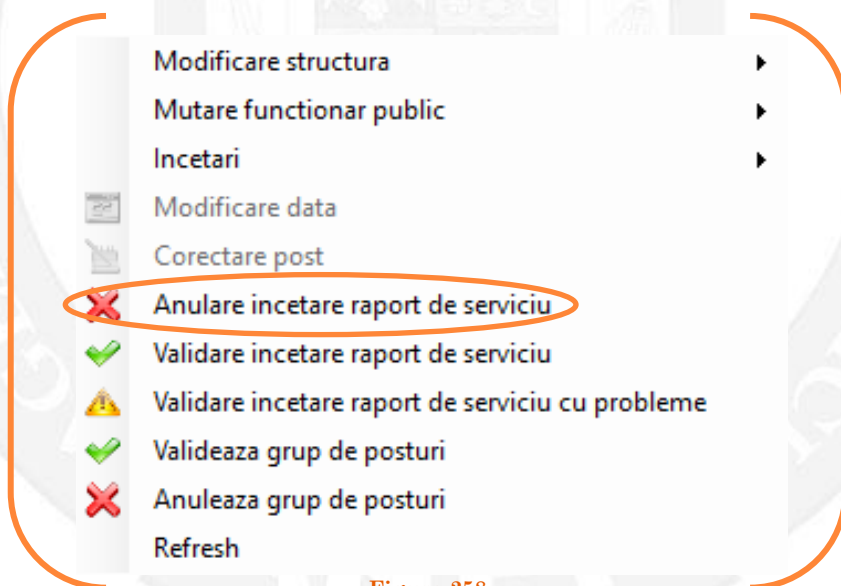 Modificare structura
Mutare functionar public
Incetari
Modificare data
Corectare post
Anulare incetare raport de serviciu
Validare incetare raport de serviciu
Validare incetare raport de serviciu cu probleme
Valideaza grup de posturi
Anuleaza grup de posturi
Refresh